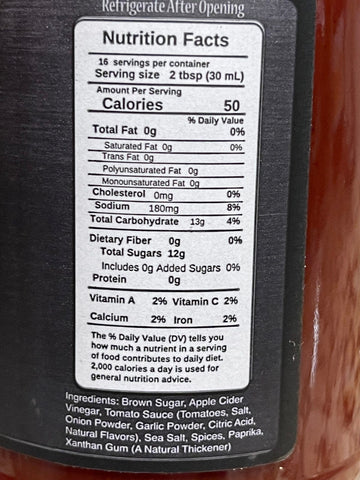 Refrigerate After Opening
Nutrition Facts
16 servings per container
Serving size 2 tbsp (30 mL)
Amount Per Serving
Calories 50
% Daily Value
Total Fat 0g 0%
Saturated Fat 0g 0%
Trans Fat 0g
Polyunsaturated Fat 0g
Monounsaturated Fat 0g
Cholesterol 0mg 0%
Sodium 180mg 8%
Total Carbohydrate 13g 4%
Dietary Fiber 0g 0%
Total Sugars 12g
Includes 0g Added Sugars 0%
Protein 0g
Vitamin A 2% Vitamin C 2%
Calcium 2% Iron 2%
The % Daily Value (DV) tells you
how much a nutrient in a serving
of food contributes to daily diet.
2,000 calories a day is used for
general nutrition advice.
Ingredients: Brown Sugar, Apple Cider
Vinegar, Tomato Sauce (Tomatoes, Salt,
Onion Powder, Garlic Powder, Citric Acid,
Natural Flavors), Sea Salt, Spices, Paprika,
Xanthan Gum (A Natural Thickener)